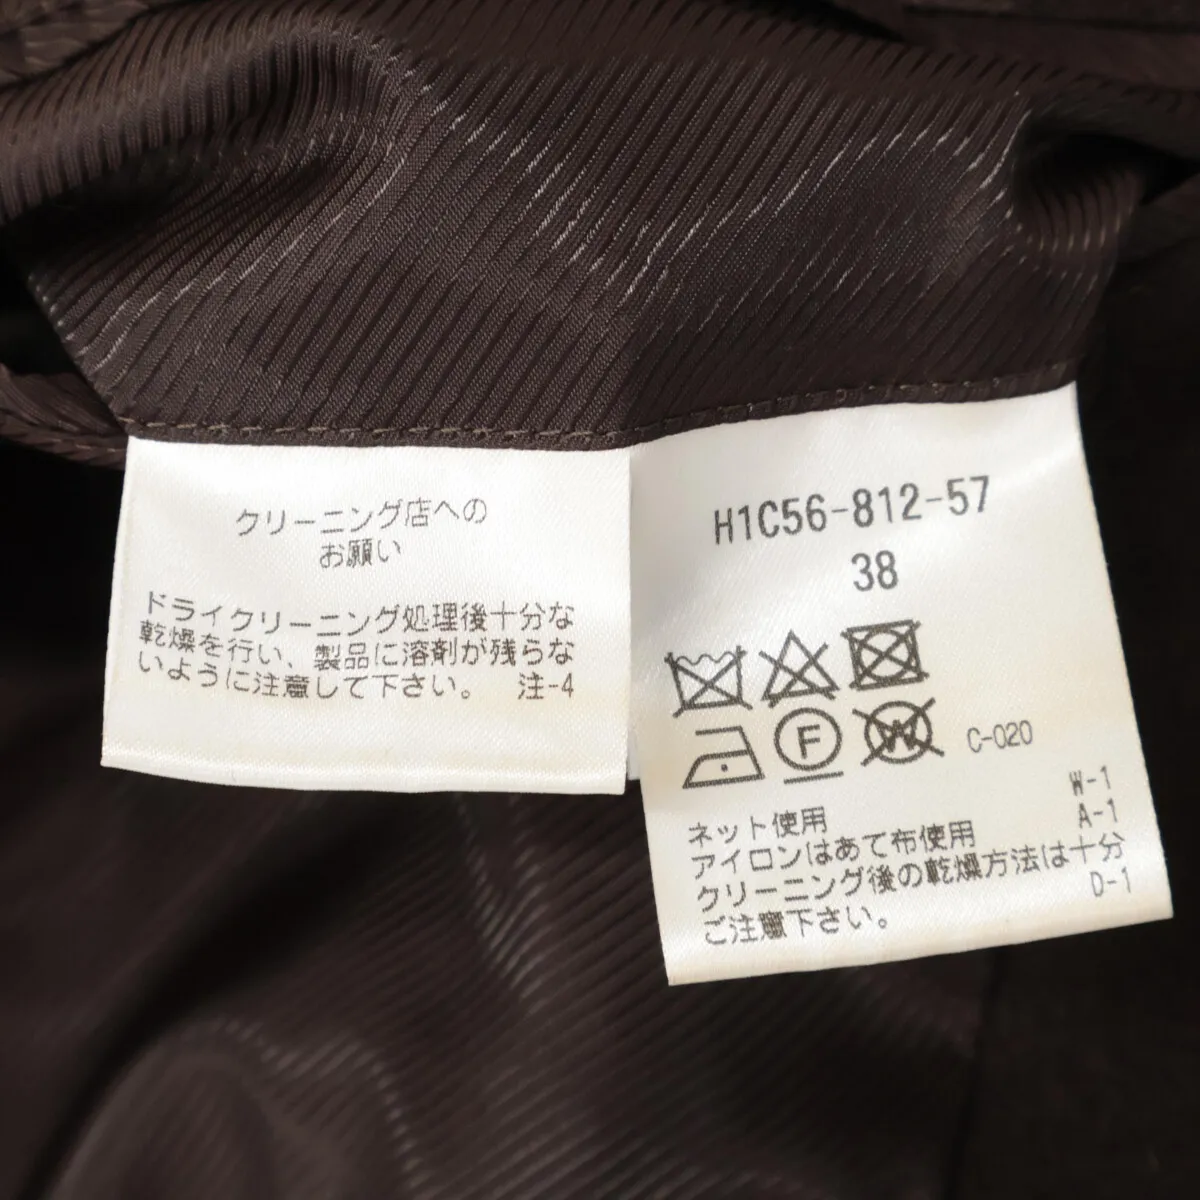 クリーニング店への
お願い
ドライクリーニング処理後十分な
乾燥を行い、製品に溶剤が残らな
いように注意して下さい。 注-4
H1C56-812-57
38
F
W
C-020
W-1
ネット使用
A-1
アイロンはあて布使用
クリーニング後の乾燥方法は十分
D-1
ご注意下さい。